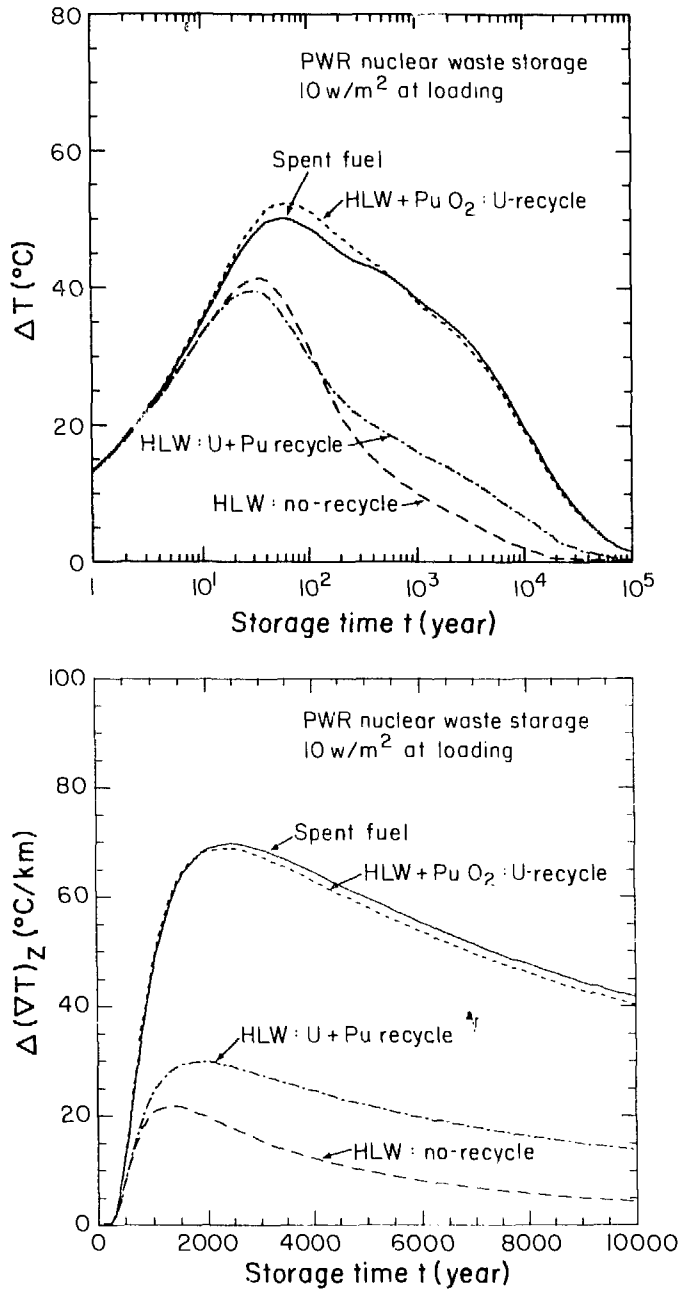 80
60
40
20
0
ΔT (°C)
PWR nuclear waste storage
10 w/m² at loading
Spent fuel
HLW + Pu O₂ : U-recycle
HLW : U + Pu recycle
HLW : no-recycle
1 10¹ 10² 10³ 10⁴ 10⁵
Storage time t (year)
100
80
60
40
20
0
Δ(∇T)z (°C/km)
PWR nuclear waste storage
10 w/m² at loading
Spent fuel
HLW + Pu O₂ : U-recycle
HLW : U + Pu recycle
HLW : no-recycle
0 2000 4000 6000 8000 10000
Storage time t (year)